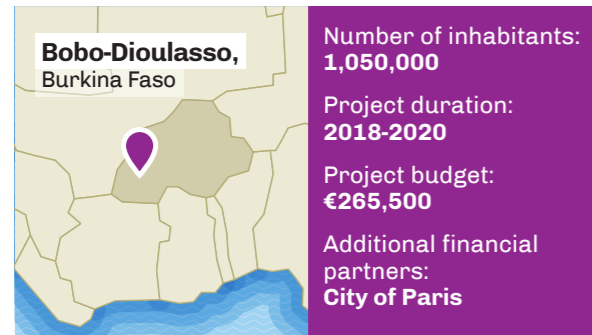 Bobo-Dioulasso,
Burkina Faso
Number of inhabitants:
1,050,000
Project duration:
2018-2020
Project budget:
€265,500
Additional financial
partners:
City of Paris